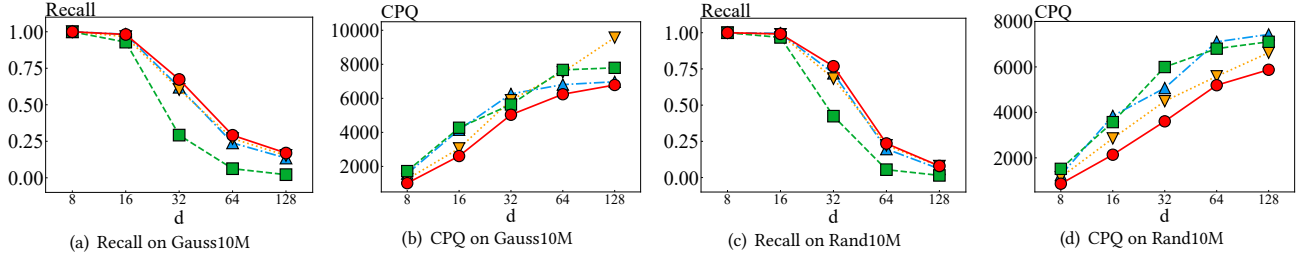 Recall
1.00
0.75
0.50
0.25
0.00
8 16 32 64 128
d
(a) Recall on Gauss10M
CPQ
10000
8000
6000
4000
2000
8 16 32 64 128
d
(b) CPQ on Gauss10M
Recall
1.00
0.75
0.50
0.25
0.00
8 16 32 64 128
d
(c) Recall on Rand10M
CPQ
8000
6000
4000
2000
8 16 32 64 128
d
(d) CPQ on Rand10M